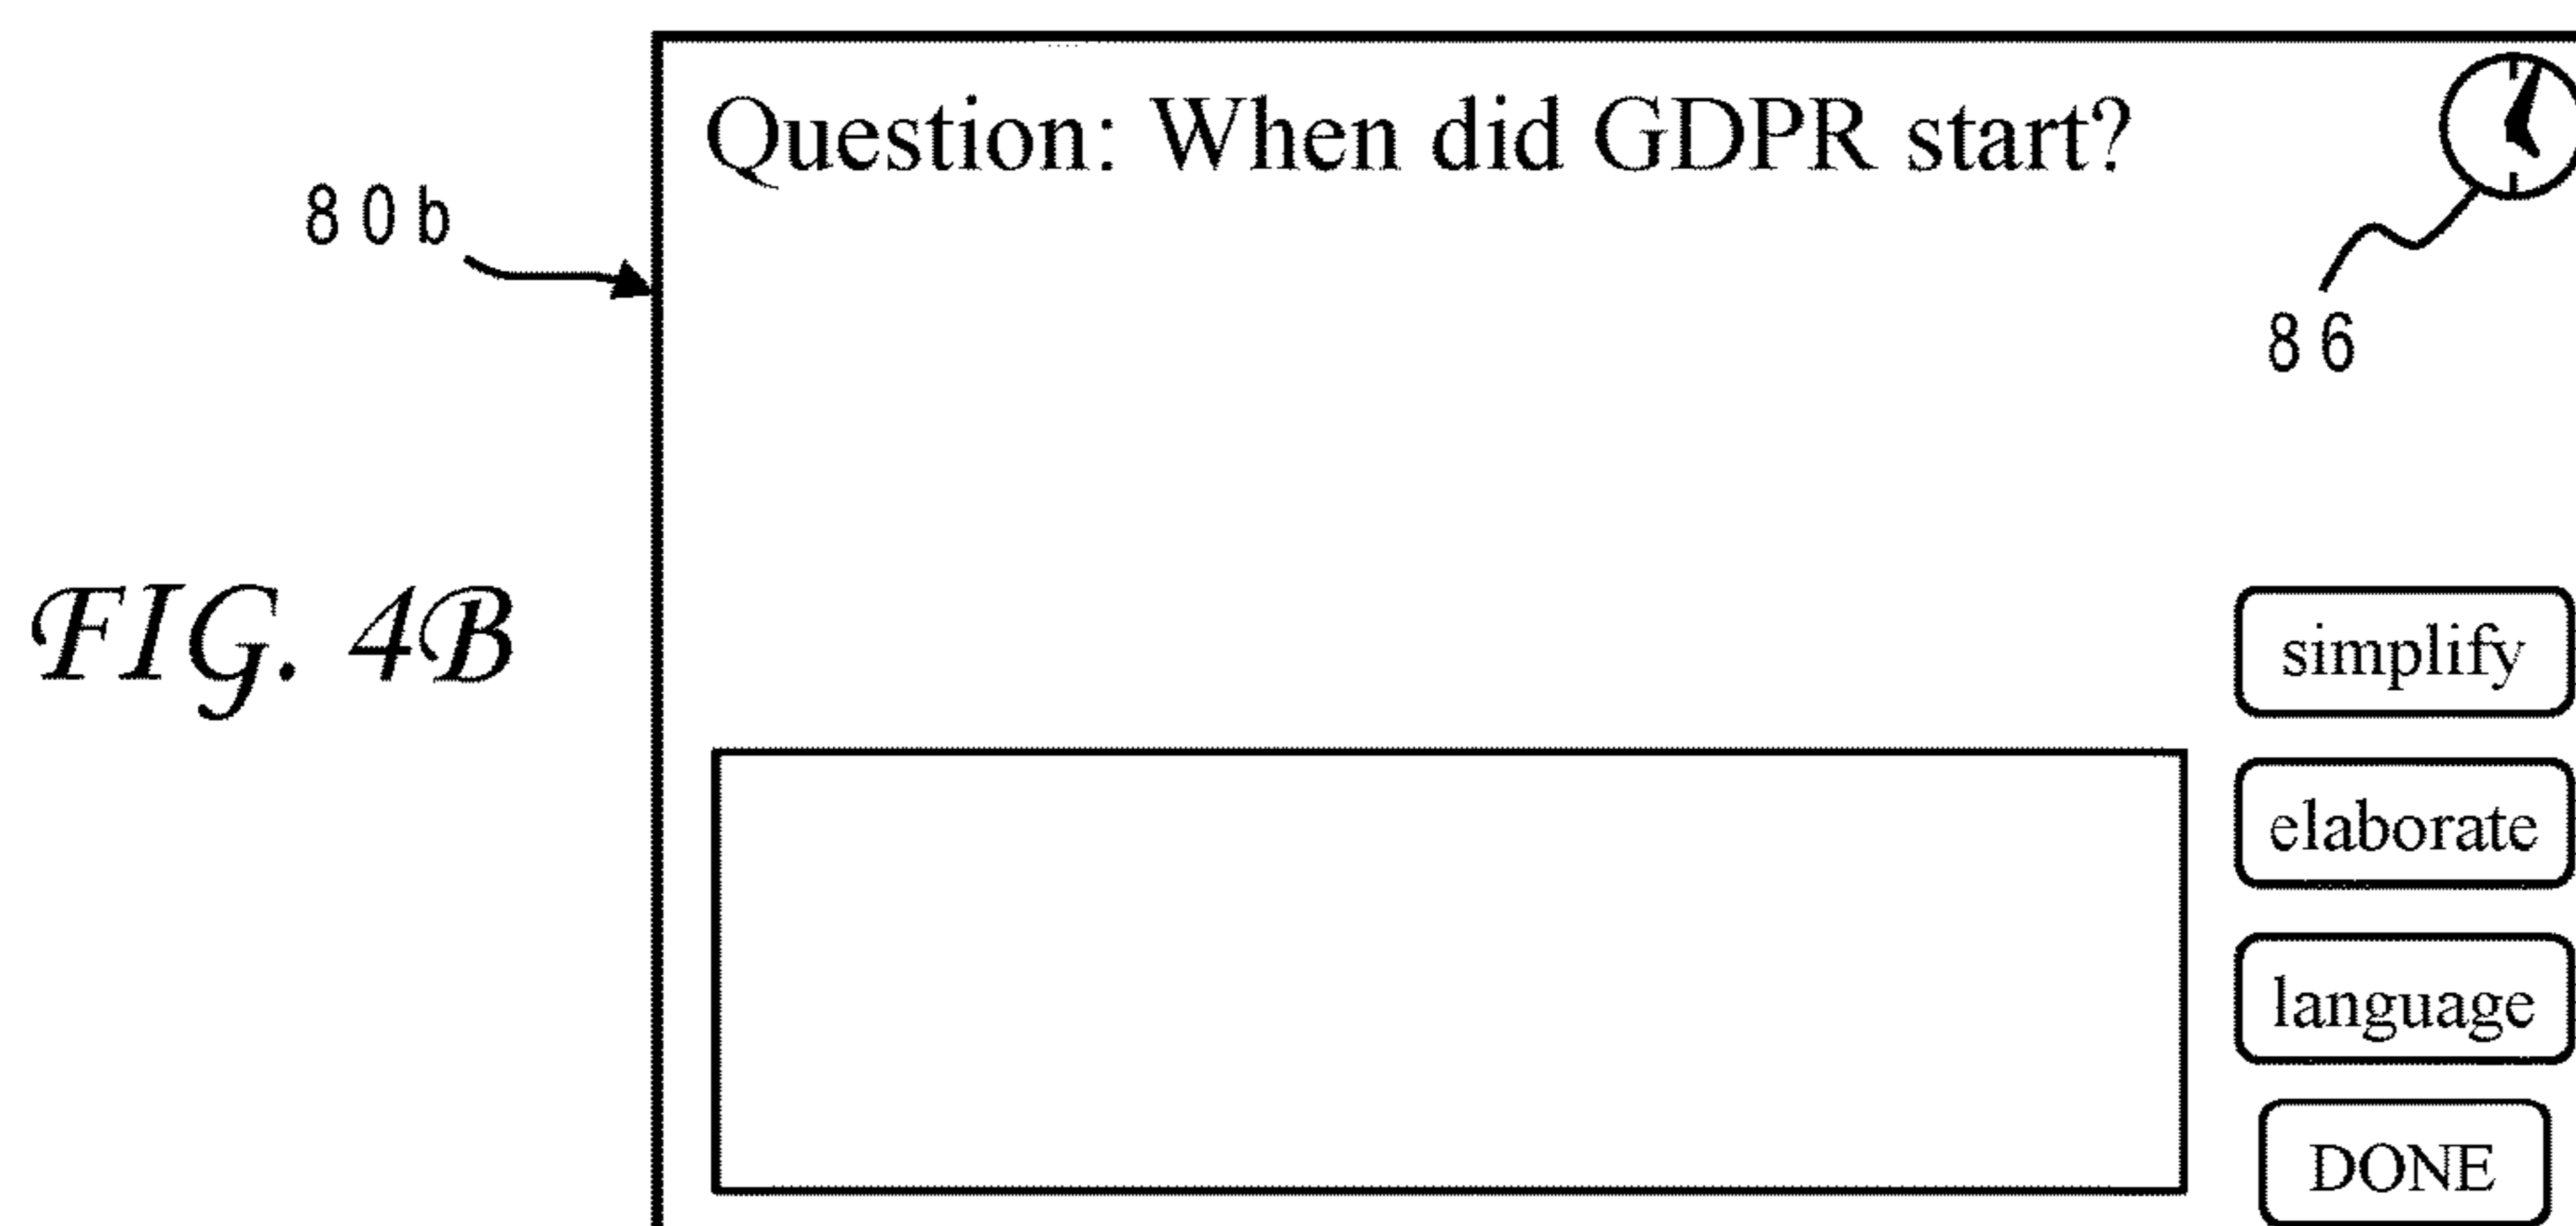 Question: When did GDPR start?
80b
86
FIG. 4B
simplify
elaborate
language
DONE